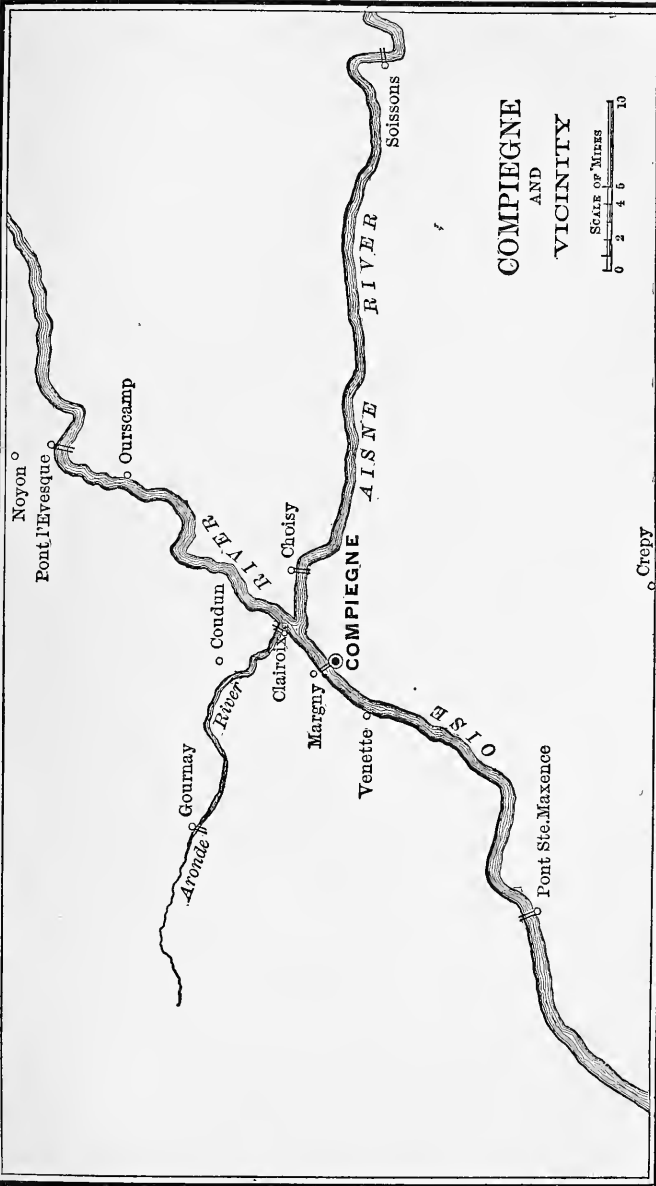 COMPIEGNE
AND
VICINITY
SCALE OF MILES
0 2 4 5 10
Noyon
Pont l'Evesque
Ourscamp
Coudun
RIVER
Choisy
Clairoix
COMPIEGNE
Margny
Venette
OISE
Gournay
Aronde River
AISNE RIVER
Soissons
Pont Ste. Maxence
Crepy